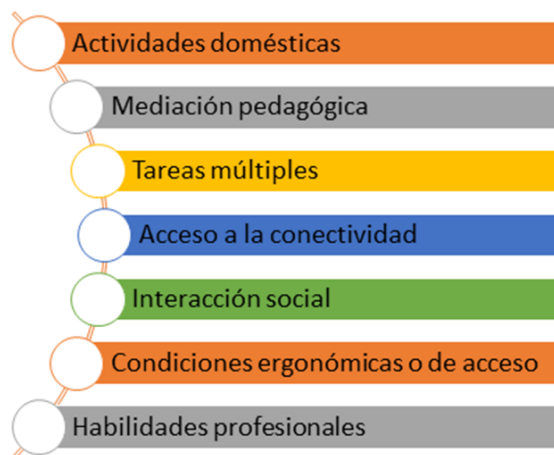 Actividades domésticas
Mediación pedagógica
Tareas múltiples
Acceso a la conectividad
Interacción social
Condiciones ergonómicas o de acceso
Habilidades profesionales